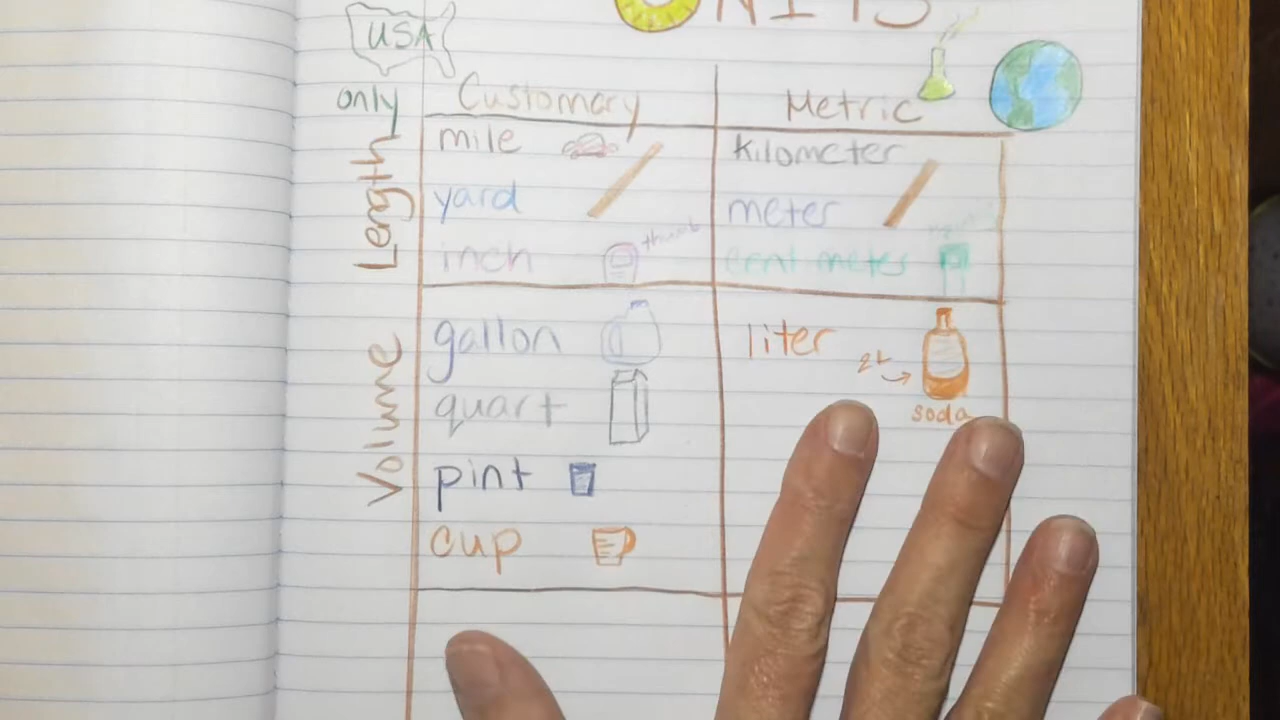 UNITS
USA
only
Customary
Metric
Length
mile
kilometer
yard
meter
inch
thumb
centimeter
Volume
gallon
liter
2L
soda
quart
pint
cup